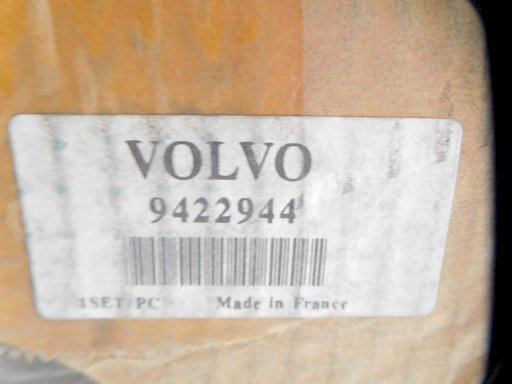 VOLVO
9422944
1SET/PC Made in France